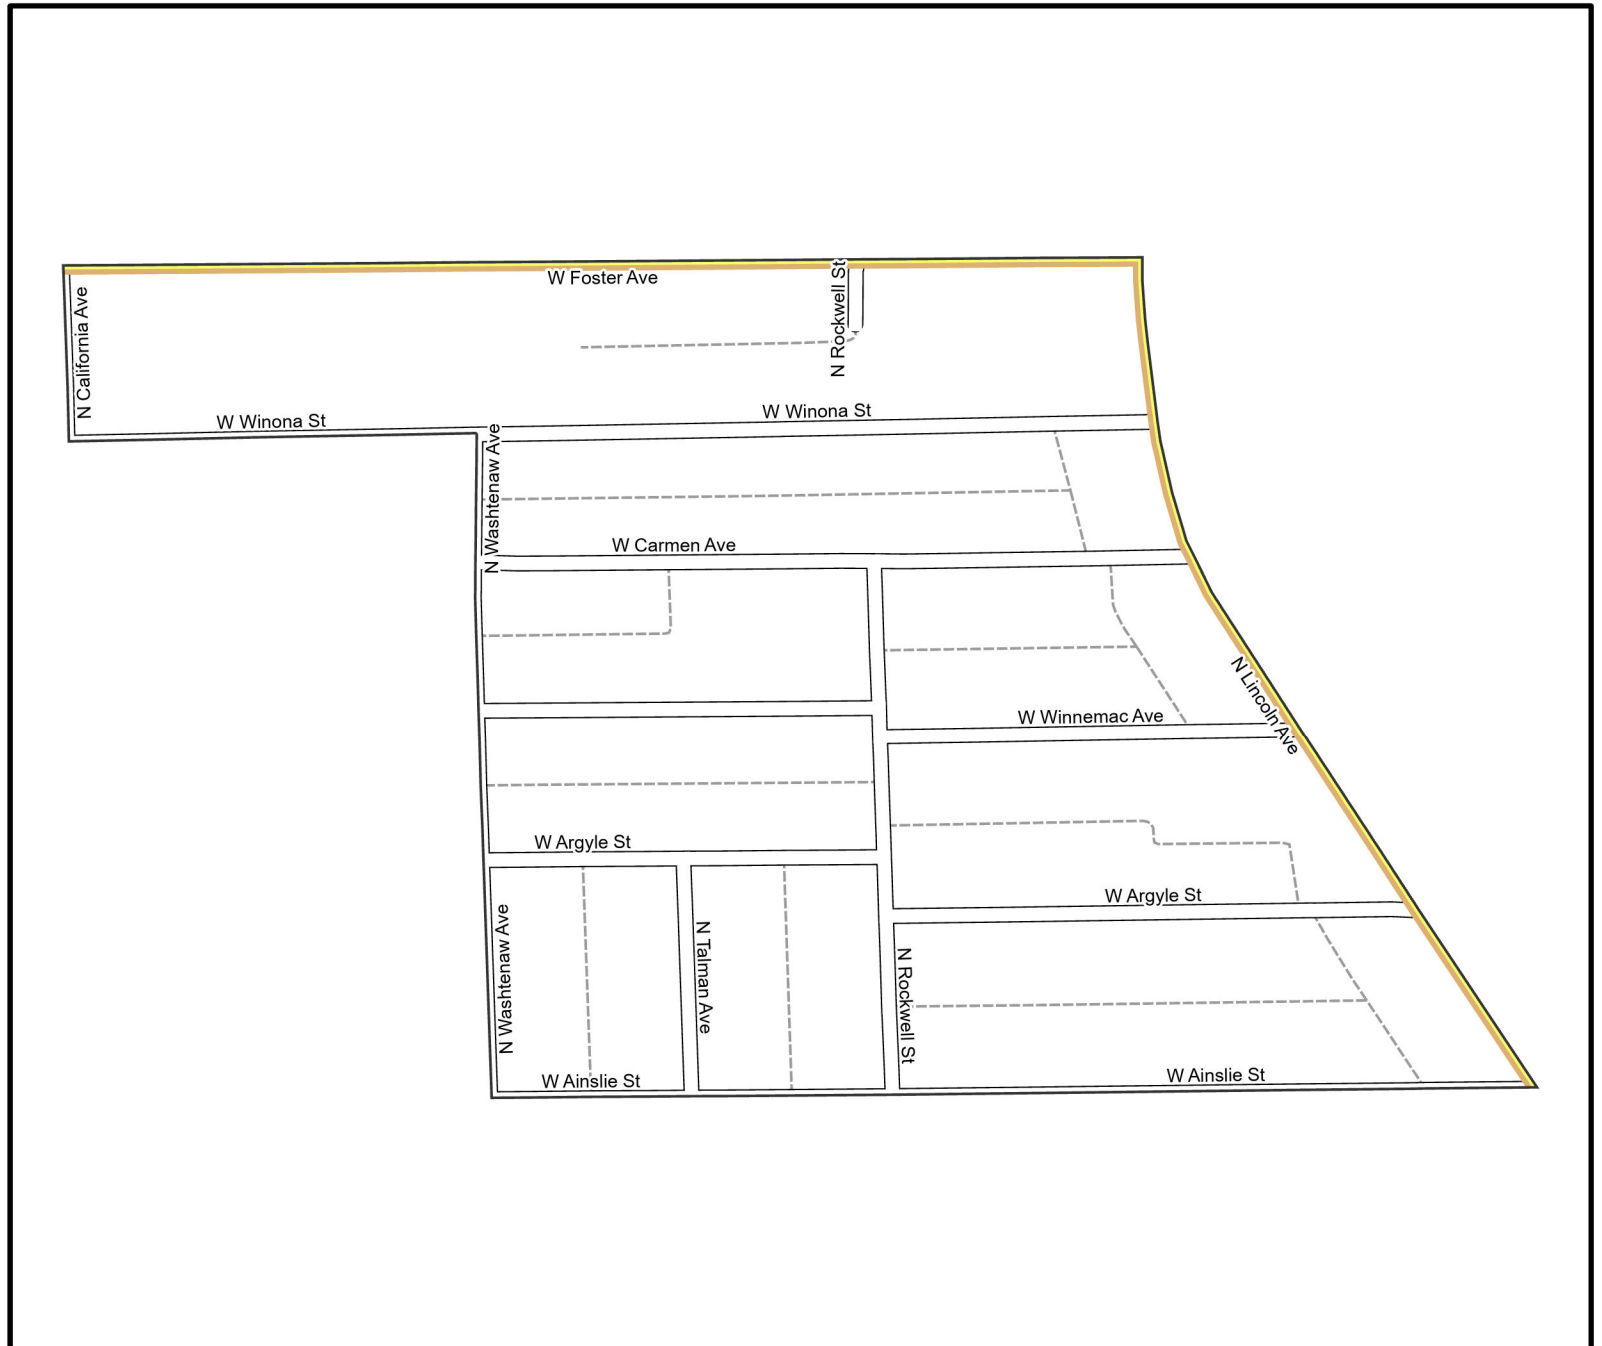 W Foster Ave
N Rockwell St
N California Ave
W Winona St
W Winona St
N Washtenaw Ave
W Carmen Ave
N Lincoln Ave
W Winnemac Ave
W Argyle St
W Argyle St
N Washtenaw Ave
N Talman Ave
N Rockwell St
W Ainslie St
W Ainslie St